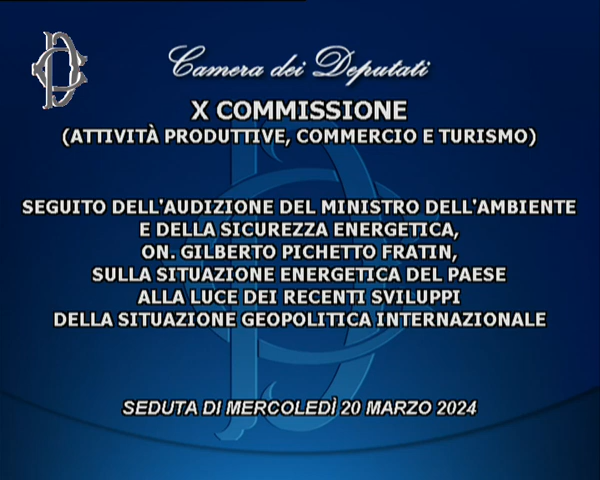 Camera dei Deputati
X COMMISSIONE
(ATTIVITÀ PRODUTTIVE, COMMERCIO E TURISMO)
SEGUITO DELL'AUDIZIONE DEL MINISTRO DELL'AMBIENTE
E DELLA SICUREZZA ENERGETICA,
ON. GILBERTO PICHETTO FRATIN,
SULLA SITUAZIONE ENERGETICA DEL PAESE
ALLA LUCE DEI RECENTI SVILUPPI
DELLA SITUAZIONE GEOPOLITICA INTERNAZIONALE
SEDUTA DI MERCOLEDÌ 20 MARZO 2024